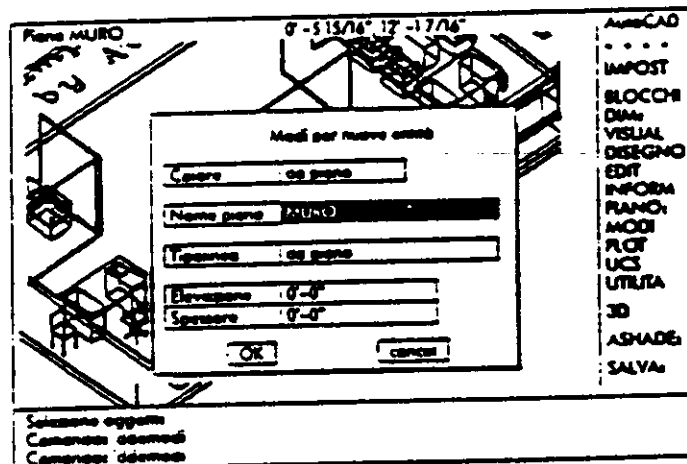 Piano MURO 0'-5 15/16" 12'-1 7/16"
AutoCAD
* * * *
IMPOST
BLOCCHI
DIM:
VISUAL
DISEGNO
EDIT
INFORM
PIANO:
MODI
PLOT
UCS
UTILITA
3D
ASHADE:
SALVA:
Modi per nuove entità
Colore da piano
Nome piano MURO
Tipolinea da piano
Elevazione 0'-0"
Spessore 0'-0"
OK cancel
Selezione oggetti:
Comando: ddemodi
Comando: ddemodi